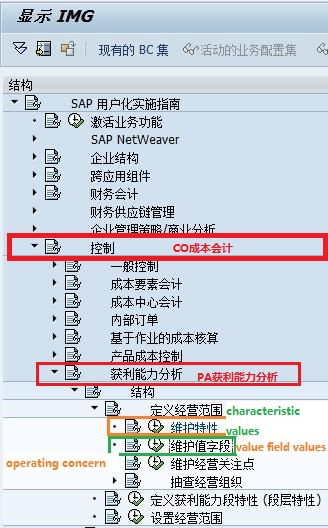 显示 IMG
现有的 BC 集
活动的业务配置集
结构
SAP 用户化实施指南
激活业务功能
SAP NetWeaver
企业结构
跨应用组件
财务会计
财务供应链管理
企业管理策略/商业分析
控制 CO成本会计
一般控制
成本要素会计
成本中心会计
内部订单
基于作业的成本核算
产品成本控制
获利能力分析 PA获利能力分析
结构
定义经营范围 characteristic
维护特性 values
维护值字段 value field values
operating concern 维护经营关注点
抽查经营组织
定义获利能力段特性 (段层特性)
设置经营范围